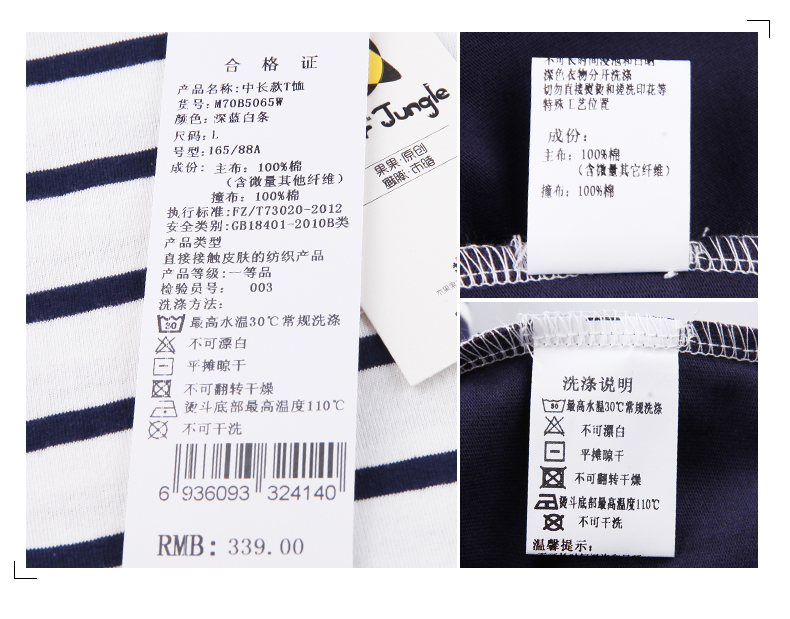 合格证
产品名称:中长款T恤
货号:M70B5065W
颜色:深蓝白条
尺码:L
号型:165/88A
成份: 主布: 100%棉
(含微量其他纤维)
撞布: 100%棉
执行标准:FZ/T73020-2012
安全类别:GB18401-2010B类
产品类型
直接接触皮肤的纺织产品
产品等级:一等品
检验员号: 003
洗涤方法:
30 最高水温30℃常规洗涤
不可漂白
平摊晾干
不可翻转干燥
熨斗底部最高温度110℃
不可干洗
6 936093 324140
RMB: 339.00
Jungle
果果·原创
深色衣物分开洗涤
切勿直接熨烫和搓洗印花等
特殊工艺位置
成份:
主布: 100%棉
(含微量其它纤维)
撞布: 100%棉
洗涤说明
30 最高水温30℃常规洗涤
不可漂白
平摊晾干
不可翻转干燥
熨斗底部最高温度110℃
不可干洗
温馨提示: